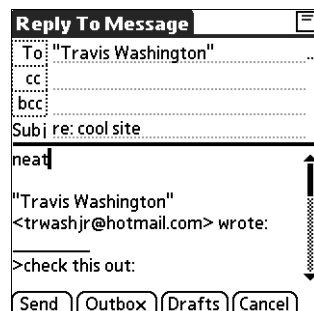 Reply To Message
To "Travis Washington" ..
cc
bcc
Subj re: cool site
neat
"Travis Washington"
<trwashjr@hotmail.com> wrote:
>check this out:
Send Outbox Drafts Cancel